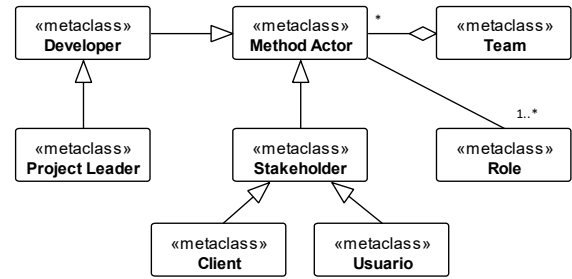 «metaclass»
Developer
«metaclass»
Method Actor
*
«metaclass»
Team
1..*
«metaclass»
Project Leader
«metaclass»
Stakeholder
«metaclass»
Role
«metaclass»
Client
«metaclass»
Usuario